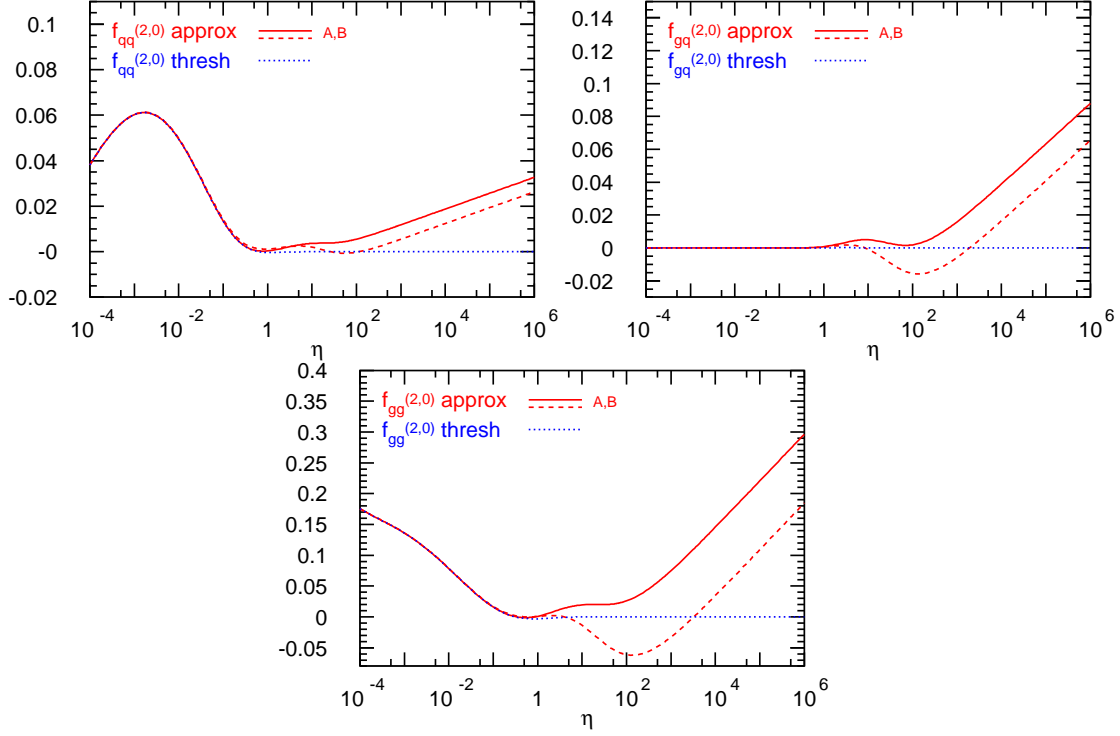 f_qq^(2,0) approx A,B
f_qq^(2,0) thresh
0.1
0.08
0.06
0.04
0.02
-0
-0.02
10^-4 10^-2 1 10^2 10^4 10^6
η
f_gq^(2,0) approx A,B
f_gq^(2,0) thresh
0.14
0.12
0.1
0.08
0.06
0.04
0.02
0
-0.02
10^-4 10^-2 1 10^2 10^4 10^6
η
f_gg^(2,0) approx A,B
f_gg^(2,0) thresh
0.4
0.35
0.3
0.25
0.2
0.15
0.1
0.05
0
-0.05
10^-4 10^-2 1 10^2 10^4 10^6
η